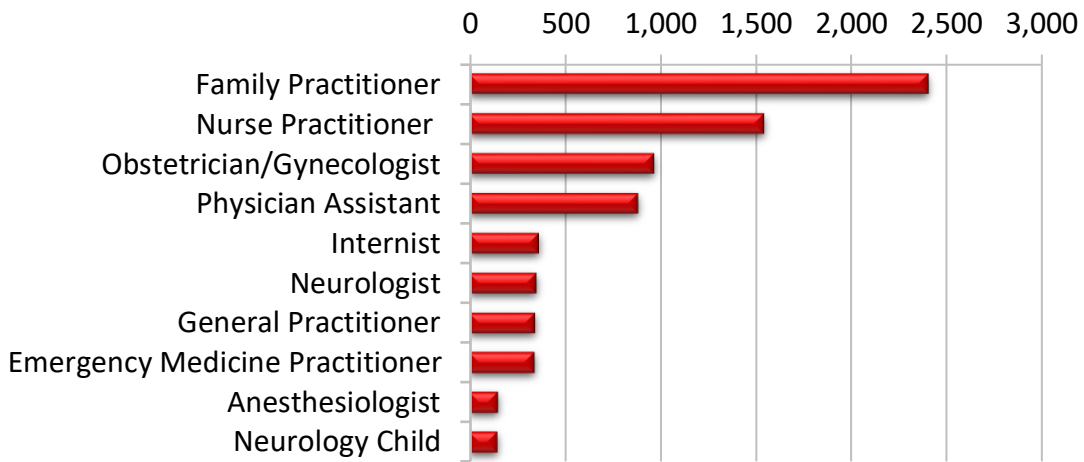 0 500 1,000 1,500 2,000 2,500 3,000
Family Practitioner
Nurse Practitioner
Obstetrician/Gynecologist
Physician Assistant
Internist
Neurologist
General Practitioner
Emergency Medicine Practitioner
Anesthesiologist
Neurology Child